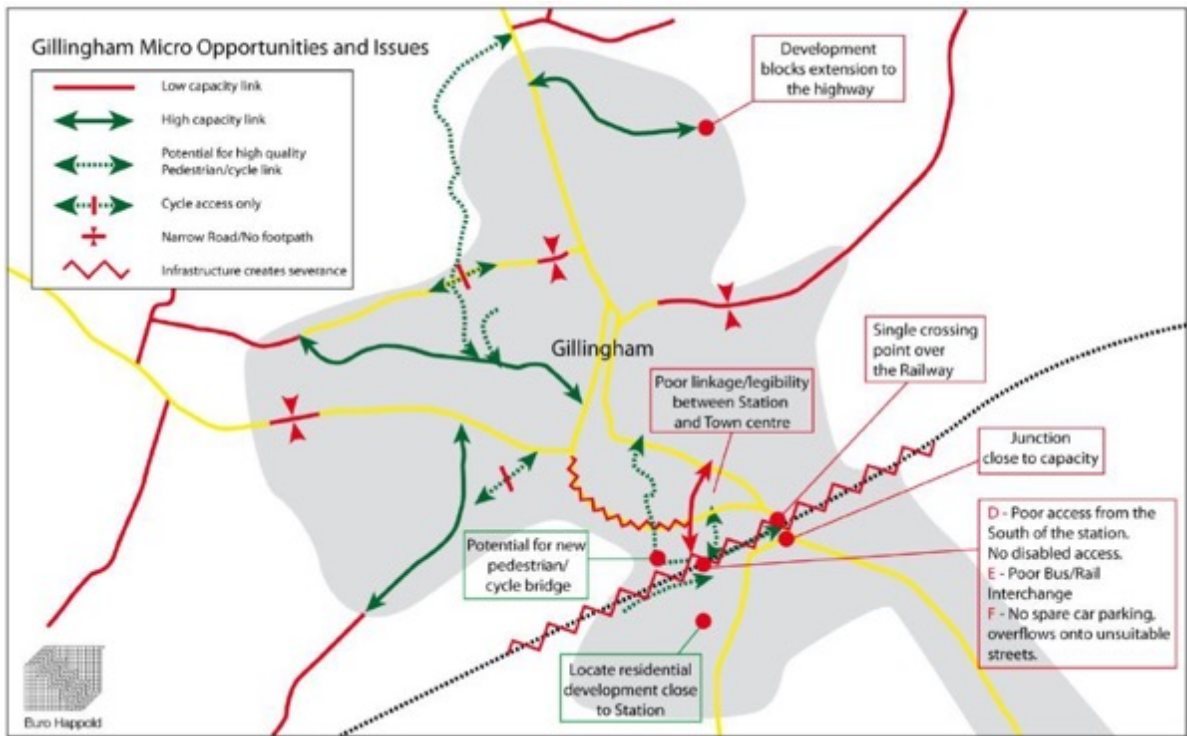 Gillingham Micro Opportunities and Issues
Low capacity link
High capacity link
Potential for high quality
Pedestrian/cycle link
Cycle access only
Narrow Road/No footpath
Infrastructure creates severance
Development
blocks extension to
the highway
Gillingham
Single crossing
point over
the Railway
Poor linkage/legibility
between Station
and Town centre
Junction
close to capacity
Potential for new
pedestrian/
cycle bridge
D - Poor access from the
South of the station.
No disabled access.
E - Poor Bus/Rail
Interchange
F - No spare car parking,
overflows onto unsuitable
streets.
Locate residential
development close
to Station
Buro Happold